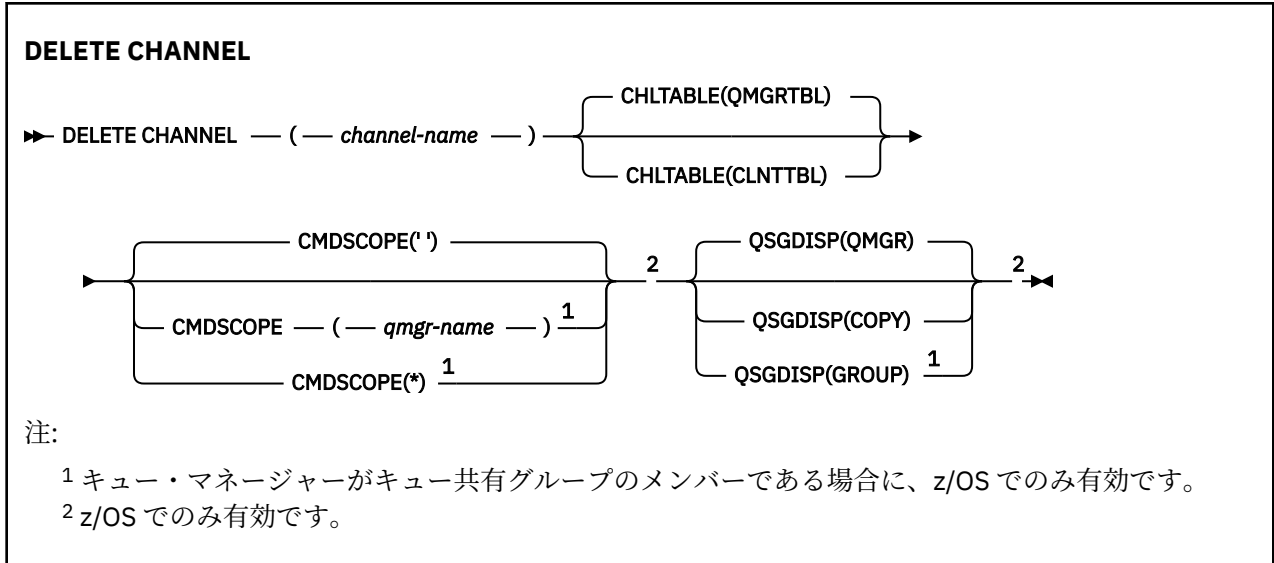 DELETE CHANNEL
CHLTABLE(QMGRTBL)
DELETE CHANNEL ( channel-name )
CHLTABLE(CLNTTBL)
CMDSCOPE(' ') 2 QSGDISP(QMGR) 2
CMDSCOPE ( qmgr-name ) 1 QSGDISP(COPY)
CMDSCOPE(*) 1 QSGDISP(GROUP) 1
注:
1 キュー・マネージャーがキュー共有グループのメンバーである場合に、z/OS でのみ有効です。
2 z/OS でのみ有効です。